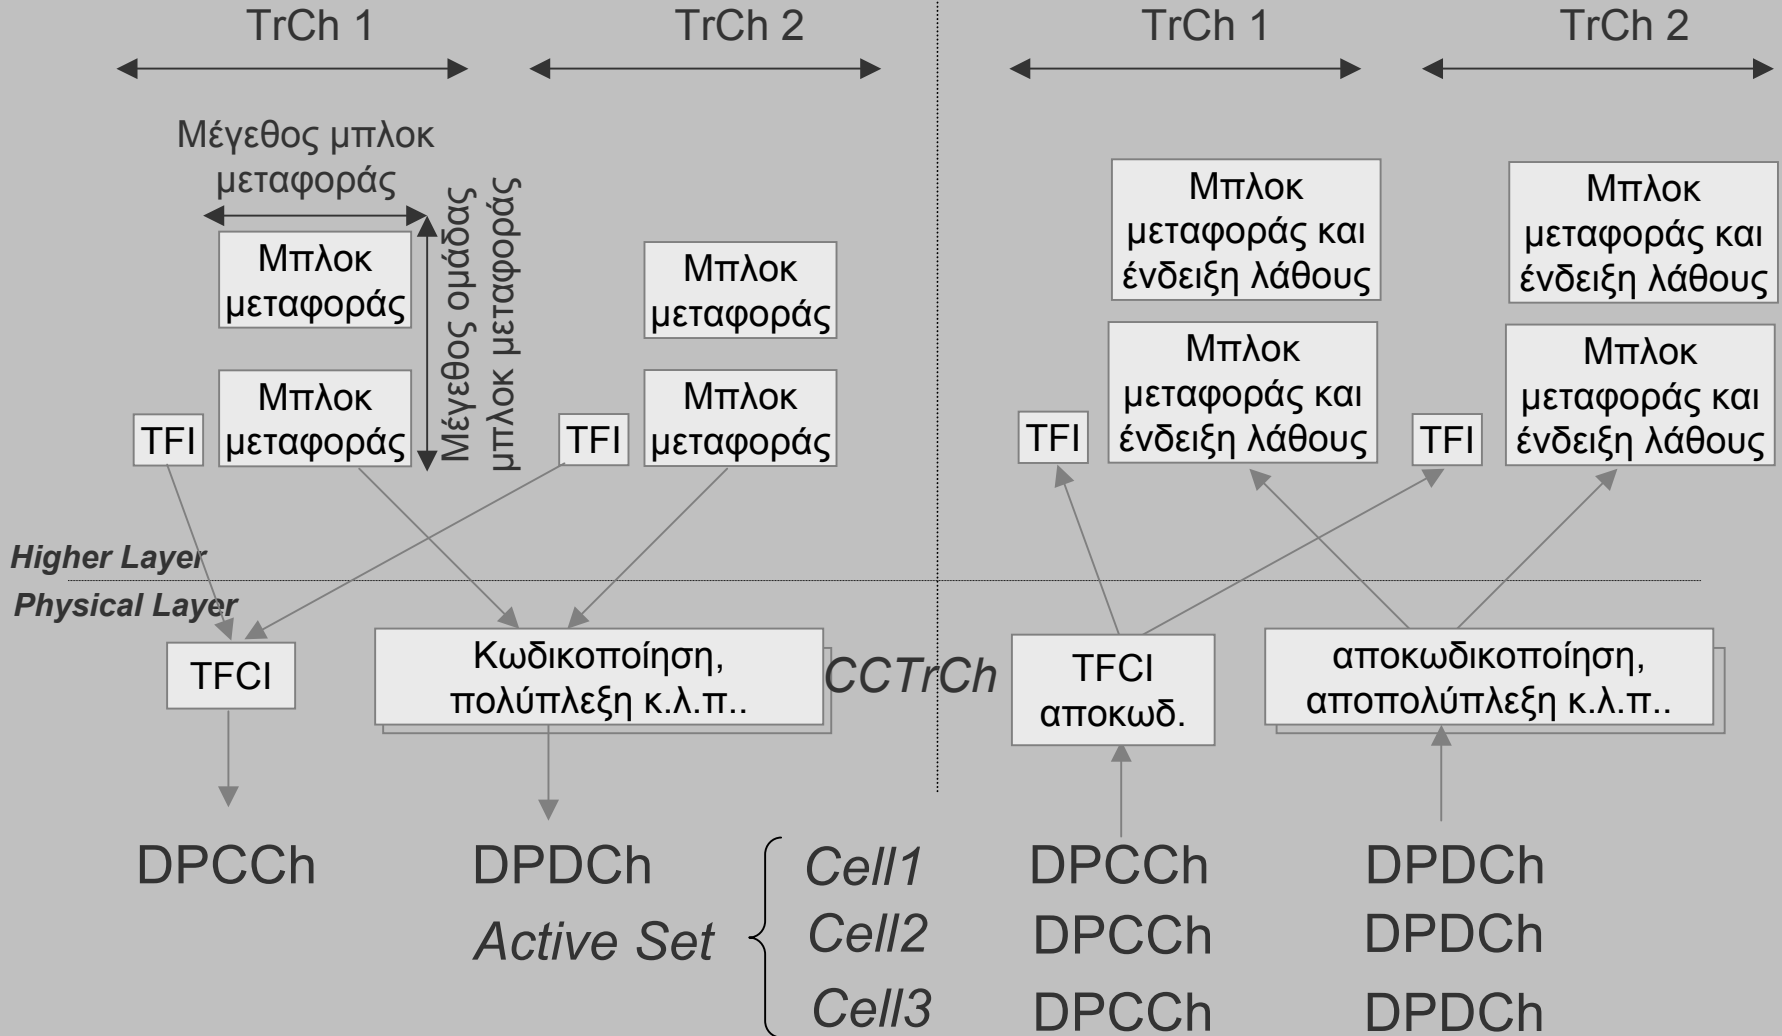 TrCh 1
TrCh 2
TrCh 1
TrCh 2
Μέγεθος μπλοκ
μεταφοράς
Μέγεθος ομάδας
μπλοκ μεταφοράς
Μπλοκ
μεταφοράς
Μπλοκ
μεταφοράς
TFI
Μπλοκ
μεταφοράς
Μπλοκ
μεταφοράς
TFI
Μπλοκ
μεταφοράς και
ένδειξη λάθους
Μπλοκ
μεταφοράς και
ένδειξη λάθους
Μπλοκ
μεταφοράς και
ένδειξη λάθους
Μπλοκ
μεταφοράς και
ένδειξη λάθους
TFI
TFI
Higher Layer
Physical Layer
TFCI
Κωδικοποίηση,
πολύπλεξη κ.λ.π..
CCTrCh
TFCI
αποκωδ.
αποκωδικοποίηση,
αποπολύπλεξη κ.λ.π..
DPCCh
DPDCh
Active Set
Cell1
DPCCh
DPDCh
Cell2
DPCCh
DPDCh
Cell3
DPCCh
DPDCh